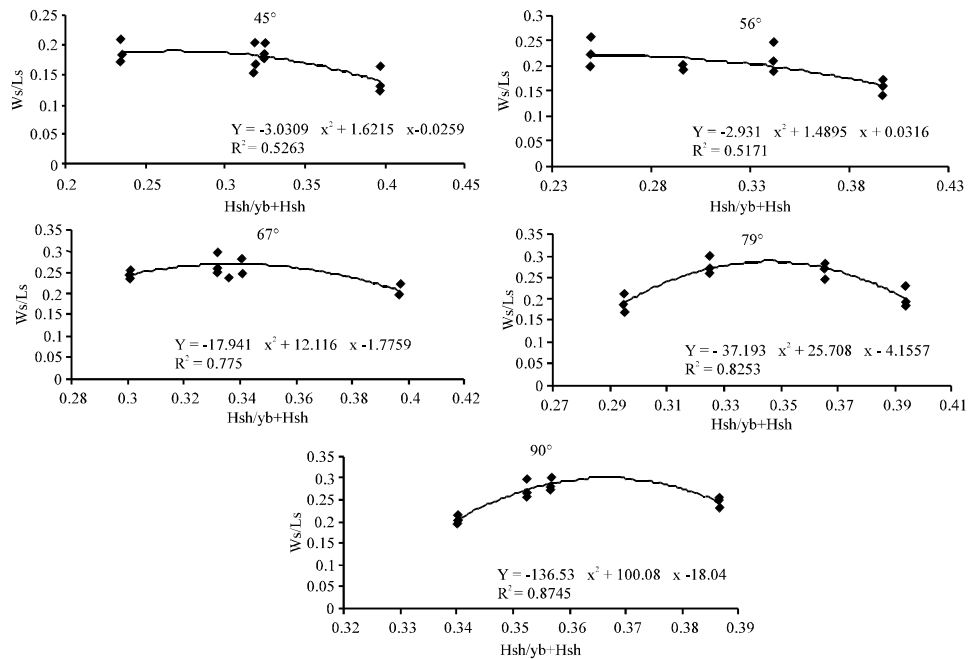 45°
0.25
0.2
0.15
0.1
0.05
0
Ws/Ls
Y = -3.0309 x² + 1.6215 x-0.0259
R² = 0.5263
0.2 0.25 0.3 0.35 0.4 0.45
Hsh/yb+Hsh
56°
0.3
0.25
0.2
0.15
0.1
0.05
0
Ws/Ls
Y = -2.931 x² + 1.4895 x + 0.0316
R² = 0.5171
0.23 0.28 0.33 0.38 0.43
Hsh/yb+Hsh
67°
0.35
0.3
0.25
0.2
0.15
0.1
0.05
0
Ws/Ls
Y = -17.941 x² + 12.116 x -1.7759
R² = 0.775
0.28 0.3 0.32 0.34 0.36 0.38 0.4 0.42
Hsh/yb+Hsh
79°
0.35
0.3
0.25
0.2
0.15
0.1
0.05
0
Ws/Ls
Y = - 37.193 x² + 25.708 x -4.1557
R² = 0.8253
0.27 0.29 0.31 0.33 0.35 0.37 0.39 0.41
Hsh/yb+Hsh
90°
0.35
0.3
0.25
0.2
0.15
0.1
0.05
0
Ws/Ls
Y = -136.53 x² + 100.08 x -18.04
R² = 0.8745
0.32 0.33 0.34 0.35 0.36 0.37 0.38 0.39
Hsh/yb+Hsh